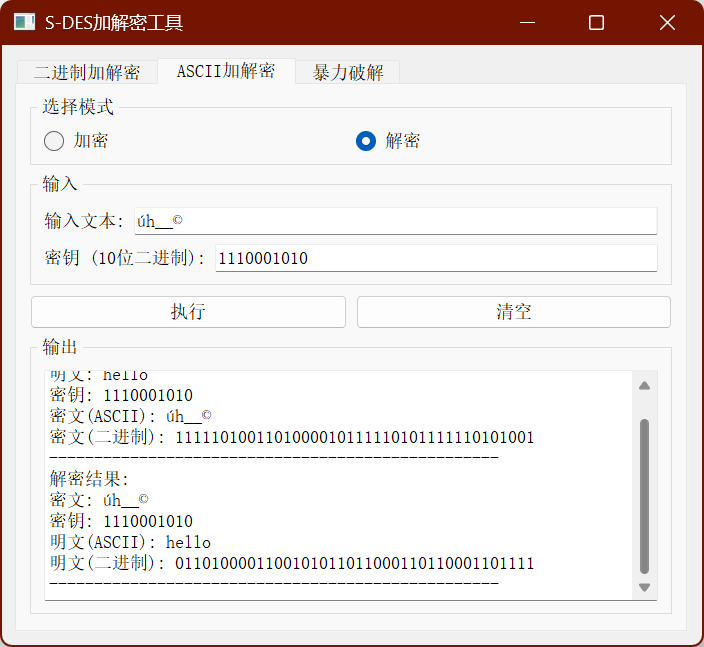 S-DES加解密工具
二进制加解密 ASCII加解密 暴力破解
选择模式
加密 解密
输入
输入文本: úh__©
密钥 (10位二进制): 1110001010
执行 清空
输出
明文: hello
密钥: 1110001010
密文(ASCII): úh__©
密文(二进制): 1111101001101000010111110101111110101001
--------------------------------------------------
解密结果:
密文: úh__©
密钥: 1110001010
明文(ASCII): hello
明文(二进制): 0110100001100101011011000110110001101111
--------------------------------------------------